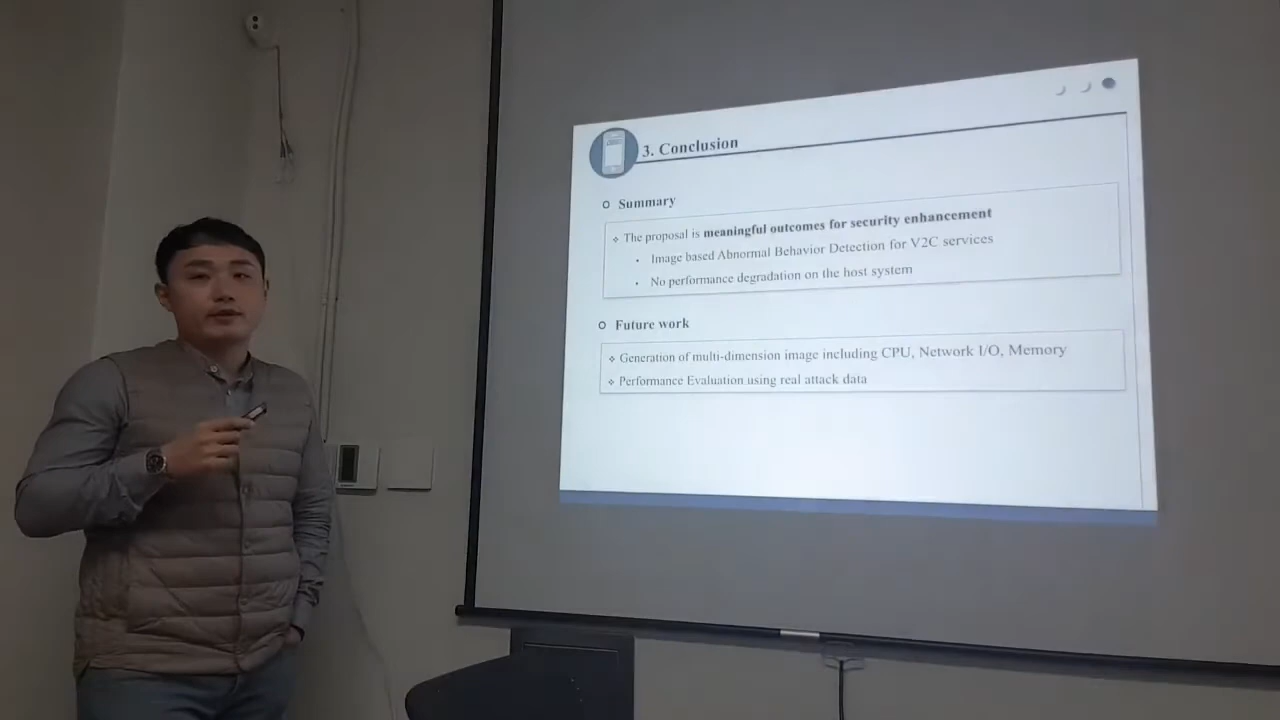 3. Conclusion
Summary
The proposal is meaningful outcomes for security enhancement
Image based Abnormal Behavior Detection for V2C services
No performance degradation on the host system
Future work
Generation of multi-dimension image including CPU, Network I/O, Memory
Performance Evaluation using real attack data